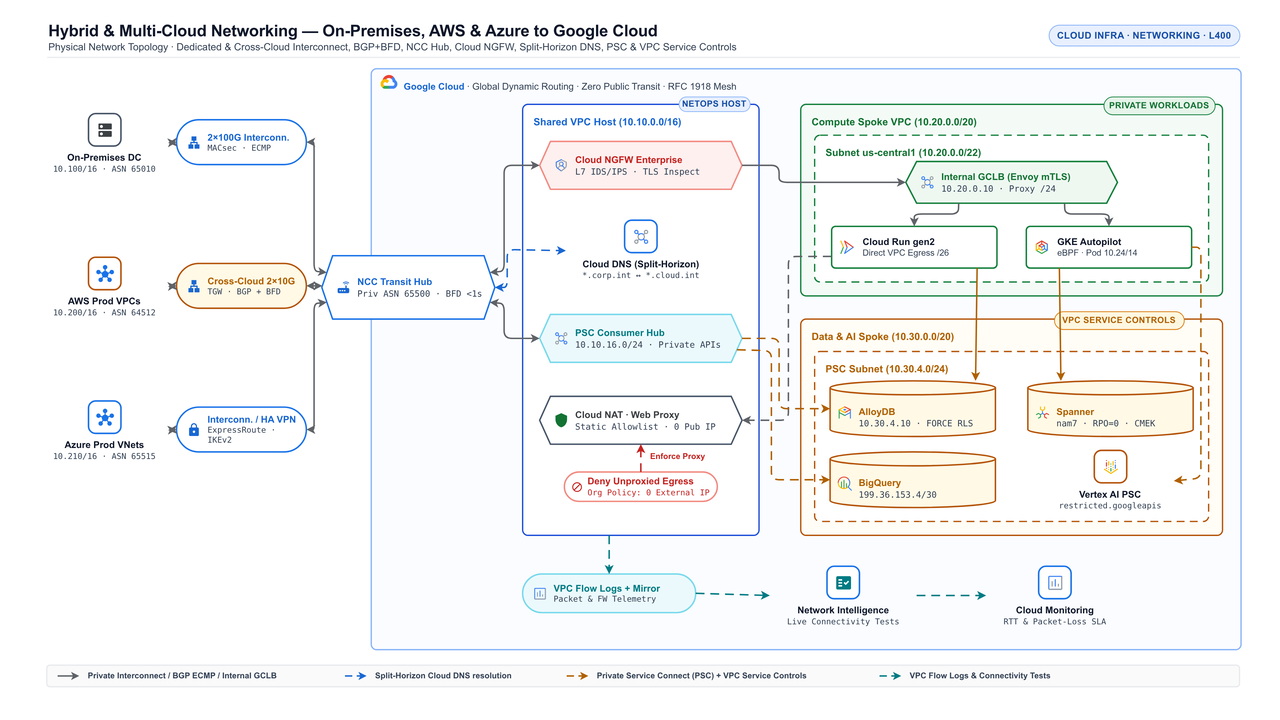 Hybrid & Multi-Cloud Networking — On-Premises, AWS & Azure to Google Cloud
Physical Network Topology · Dedicated & Cross-Cloud Interconnect, BGP+BFD, NCC Hub, Cloud NGFW, Split-Horizon DNS, PSC & VPC Service Controls
CLOUD INFRA · NETWORKING · L400
Google Cloud · Global Dynamic Routing · Zero Public Transit · RFC 1918 Mesh
On-Premises DC
10.100/16 · ASN 65010
2×100G Interconn.
MACsec · ECMP
AWS Prod VPCs
10.200/16 · ASN 64512
Cross-Cloud 2×10G
TGW · BGP + BFD
Azure Prod VNets
10.210/16 · ASN 65515
Interconn. / HA VPN
ExpressRoute ·
IKEv2
NCC Transit Hub
Priv ASN 65500 · BFD <1s
NETOPS HOST
Shared VPC Host (10.10.0.0/16)
Cloud NGFW Enterprise
L7 IDS/IPS · TLS Inspect
Cloud DNS (Split-Horizon)
*.corp.int ↔ *.cloud.int
PSC Consumer Hub
10.10.16.0/24 · Private APIs
Cloud NAT · Web Proxy
Static Allowlist · 0 Pub IP
Enforce Proxy
Deny Unproxied Egress
Org Policy: 0 External IP
PRIVATE WORKLOADS
Compute Spoke VPC (10.20.0.0/20)
Subnet us-central1 (10.20.0.0/22)
Internal GCLB (Envoy mTLS)
10.20.0.10 · Proxy /24
Cloud Run gen2
Direct VPC Egress /26
GKE Autopilot
eBPF · Pod 10.24/14
VPC SERVICE CONTROLS
Data & AI Spoke (10.30.0.0/20)
PSC Subnet (10.30.4.0/24)
AlloyDB
10.30.4.10 · FORCE RLS
Spanner
nam7 · RPO=0 · CMEK
BigQuery
199.36.153.4/30
Vertex AI PSC
restricted.googleapis
VPC Flow Logs + Mirror
Packet & FW Telemetry
Network Intelligence
Live Connectivity Tests
Cloud Monitoring
RTT & Packet-Loss SLA
Private Interconnect / BGP ECMP / Internal GCLB
Split-Horizon Cloud DNS resolution
Private Service Connect (PSC) + VPC Service Controls
VPC Flow Logs & Connectivity Tests